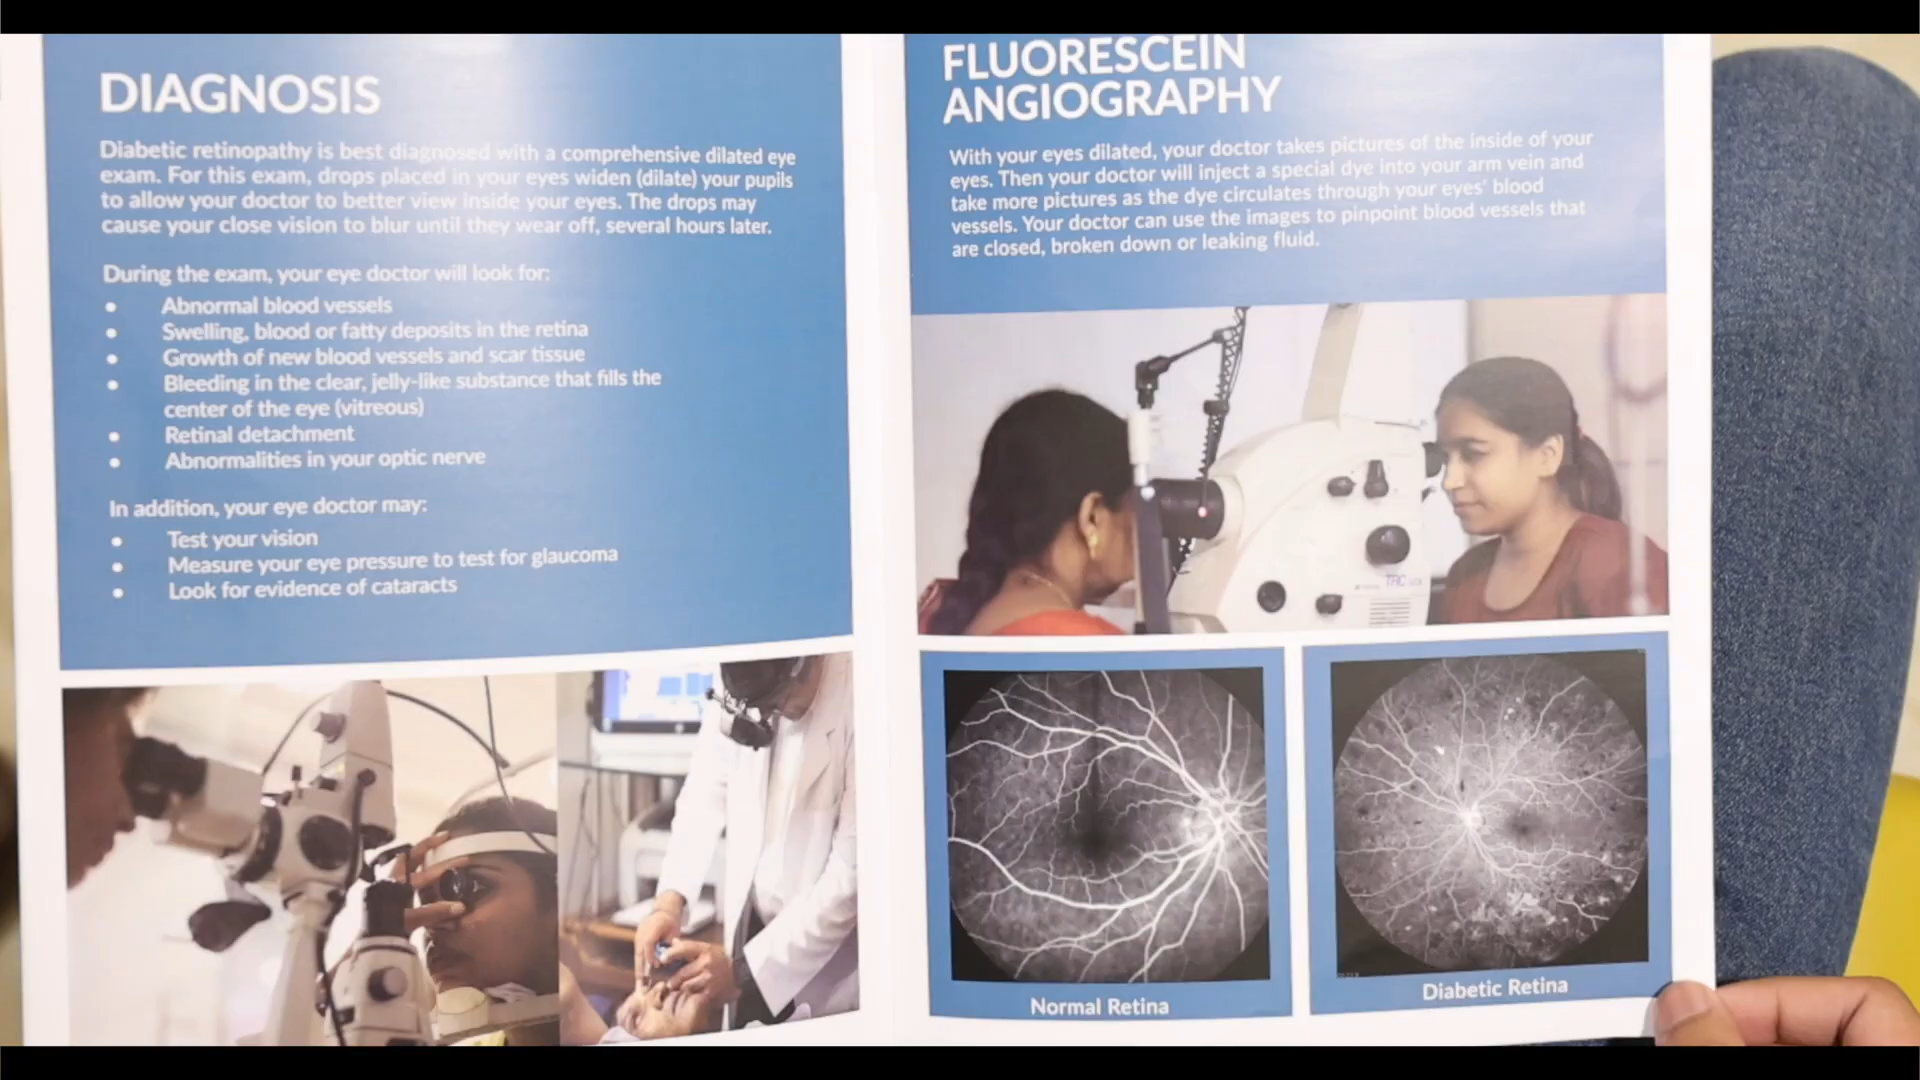 DIAGNOSIS
Diabetic retinopathy is best diagnosed with a comprehensive dilated eye
exam. For this exam, drops placed in your eyes widen (dilate) your pupils
to allow your doctor to better view inside your eyes. The drops may
cause your close vision to blur until they wear off, several hours later.
During the exam, your eye doctor will look for:
• Abnormal blood vessels
• Swelling, blood or fatty deposits in the retina
• Growth of new blood vessels and scar tissue
• Bleeding in the clear, jelly-like substance that fills the
center of the eye (vitreous)
• Retinal detachment
• Abnormalities in your optic nerve
In addition, your eye doctor may:
• Test your vision
• Measure your eye pressure to test for glaucoma
• Look for evidence of cataracts
FLUORESCEIN
ANGIOGRAPHY
With your eyes dilated, your doctor takes pictures of the inside of your
eyes. Then your doctor will inject a special dye into your arm vein and
take more pictures as the dye circulates through your eyes' blood
vessels. Your doctor can use the images to pinpoint blood vessels that
are closed, broken down or leaking fluid.
TRC
Normal Retina
Diabetic Retina